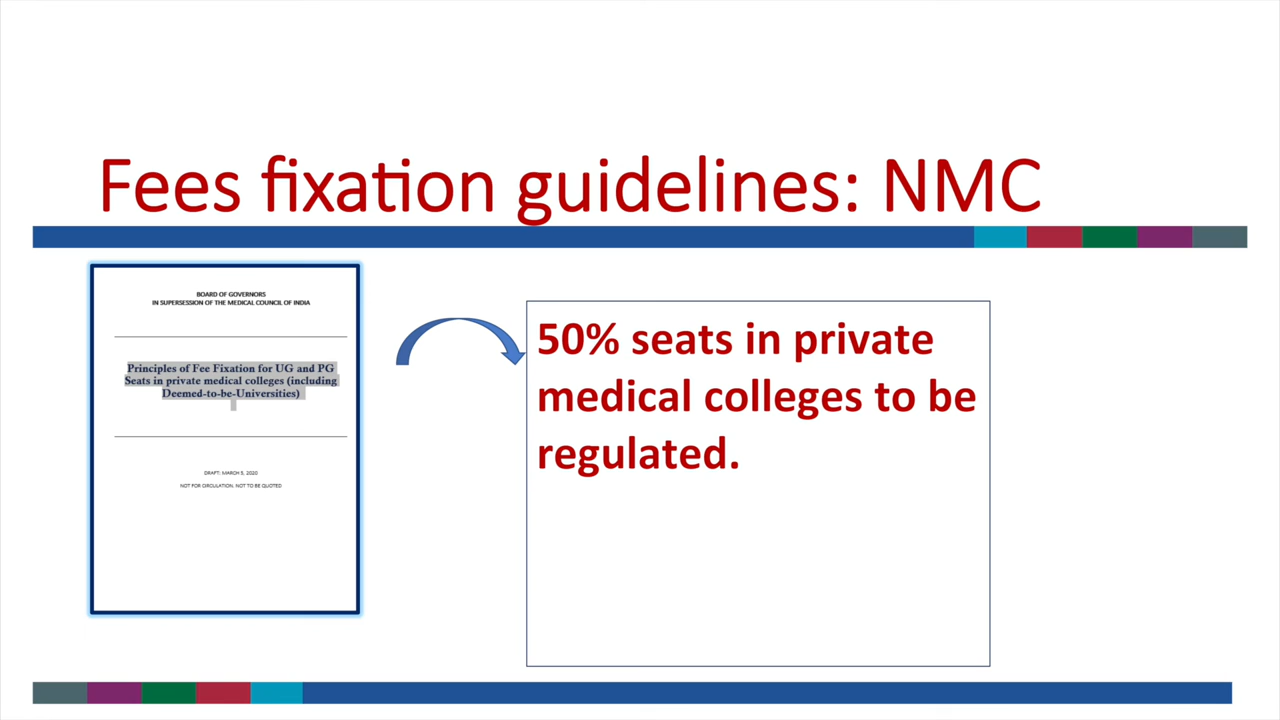 Fees fixation guidelines: NMC
BOARD OF GOVERNORS
IN SUPERSESSION OF THE MEDICAL COUNCIL OF INDIA
Principles of Fee Fixation for UG and PG
Seats in private medical colleges (including
Deemed-to-be-Universities)
DRAFT: MARCH 5, 2020
NOT FOR CIRCULATION. NOT TO BE QUOTED
50% seats in private
medical colleges to be
regulated.